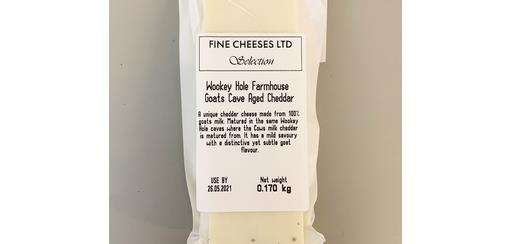 FINE CHEESES LTD
Selection
Wookey Hole Farmhouse
Goats Cave Aged Cheddar
A unique chedder cheese made from 100%
goats milk. Matured in the same Wookey
Hole caves where the Cows milk cheddar
is matured from. It has a mild savoury
with a distinctive yet subtle goat
flavour.
USE BY
26.05.2021
Net weight
0.170 kg